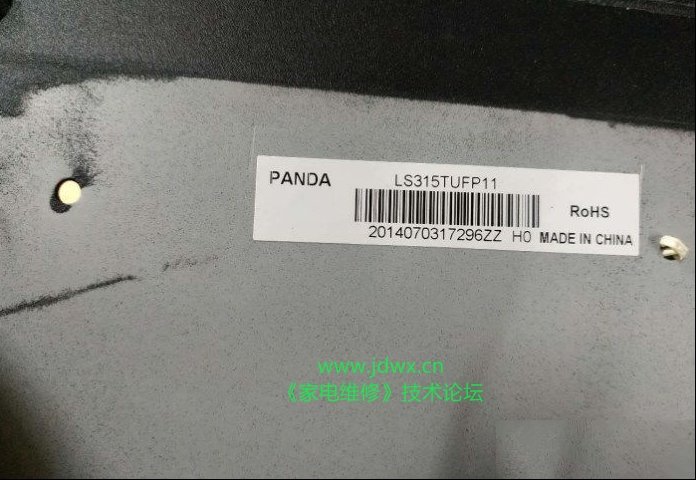 PANDA LS315TUFP11
RoHS
2014070317296ZZ H0 MADE IN CHINA
www.jdwx.cn
《家电维修》技术论坛